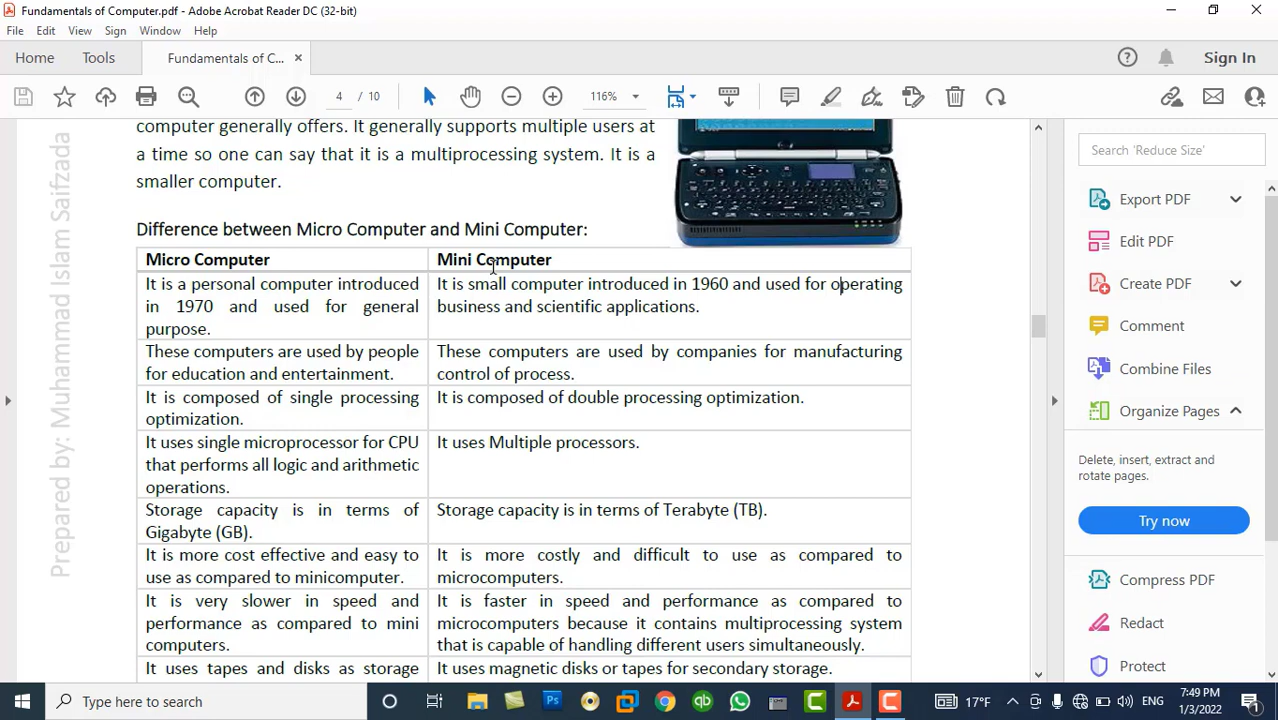 Fundamentals of Computer.pdf - Adobe Acrobat Reader DC (32-bit)
File Edit View Sign Window Help
Home Tools Fundamentals of C... ×
Sign In
4 / 10 116%
computer generally offers. It generally supports multiple users at
a time so one can say that it is a multiprocessing system. It is a
smaller computer.
Difference between Micro Computer and Mini Computer:
Micro Computer Mini Computer
It is a personal computer introduced
in 1970 and used for general
purpose.
It is small computer introduced in 1960 and used for operating
business and scientific applications.
These computers are used by people
for education and entertainment.
These computers are used by companies for manufacturing
control of process.
It is composed of single processing
optimization.
It is composed of double processing optimization.
It uses single microprocessor for CPU
that performs all logic and arithmetic
operations.
It uses Multiple processors.
Storage capacity is in terms of
Gigabyte (GB).
Storage capacity is in terms of Terabyte (TB).
It is more cost effective and easy to
use as compared to minicomputer.
It is more costly and difficult to use as compared to
microcomputers.
It is very slower in speed and
performance as compared to mini
computers.
It is faster in speed and performance as compared to
microcomputers because it contains multiprocessing system
that is capable of handling different users simultaneously.
It uses tapes and disks as storage
It uses magnetic disks or tapes for secondary storage.
Prepared by: Muhammad Islam Saifzada
Search 'Reduce Size'
Export PDF
Edit PDF
Create PDF
Comment
Combine Files
Organize Pages
Delete, insert, extract and
rotate pages.
Try now
Compress PDF
Redact
Protect
Type here to search
Ps
qb
17°F
ENG
7:49 PM
1/3/2022
1